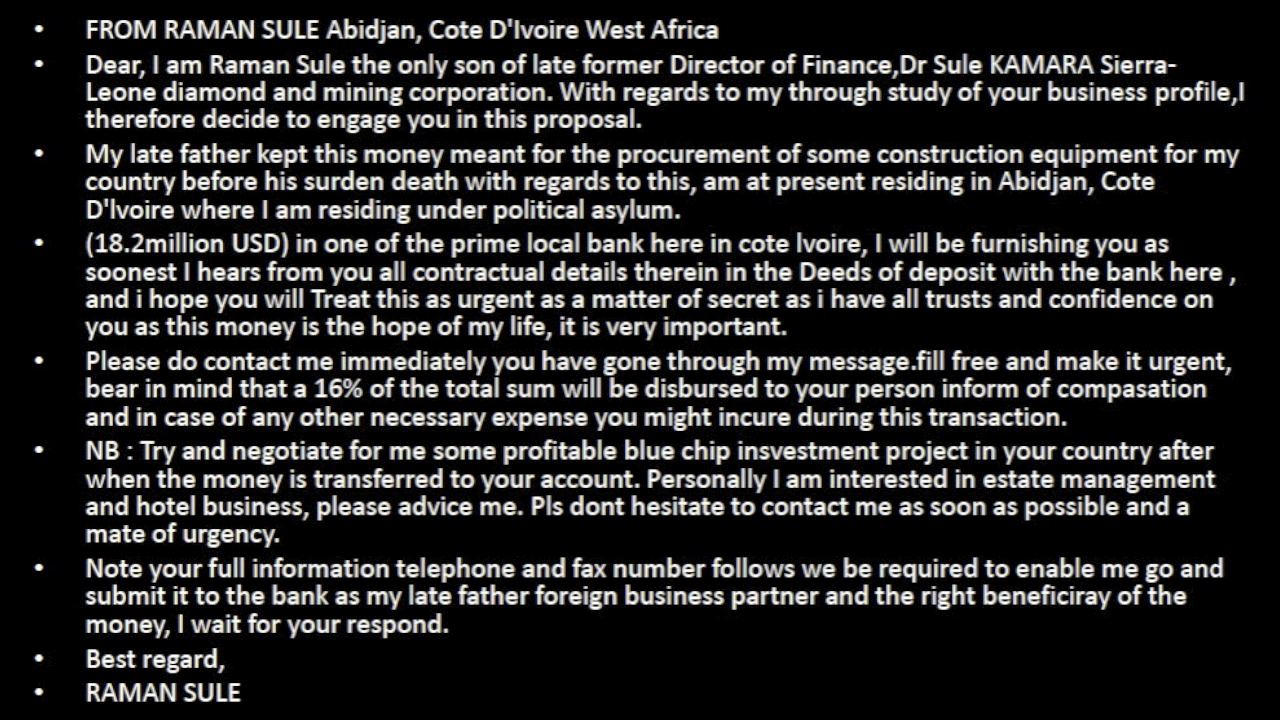 • FROM RAMAN SULE Abidjan, Cote D'Ivoire West Africa
• Dear, I am Raman Sule the only son of late former Director of Finance,Dr Sule KAMARA Sierra-
Leone diamond and mining corporation. With regards to my through study of your business profile,I
therefore decide to engage you in this proposal.
• My late father kept this money meant for the procurement of some construction equipment for my
country before his surden death with regards to this, am at present residing in Abidjan, Cote
D'Ivoire where I am residing under political asylum.
• (18.2million USD) in one of the prime local bank here in cote Ivoire, I will be furnishing you as
soonest I hears from you all contractual details therein in the Deeds of deposit with the bank here ,
and i hope you will Treat this as urgent as a matter of secret as i have all trusts and confidence on
you as this money is the hope of my life, it is very important.
• Please do contact me immediately you have gone through my message.fill free and make it urgent,
bear in mind that a 16% of the total sum will be disbursed to your person inform of compasation
and in case of any other necessary expense you might incure during this transaction.
• NB : Try and negotiate for me some profitable blue chip insvestment project in your country after
when the money is transferred to your account. Personally I am interested in estate management
and hotel business, please advice me. Pls dont hesitate to contact me as soon as possible and a
mate of urgency.
• Note your full information telephone and fax number follows we be required to enable me go and
submit it to the bank as my late father foreign business partner and the right beneficiray of the
money, I wait for your respond.
• Best regard,
• RAMAN SULE